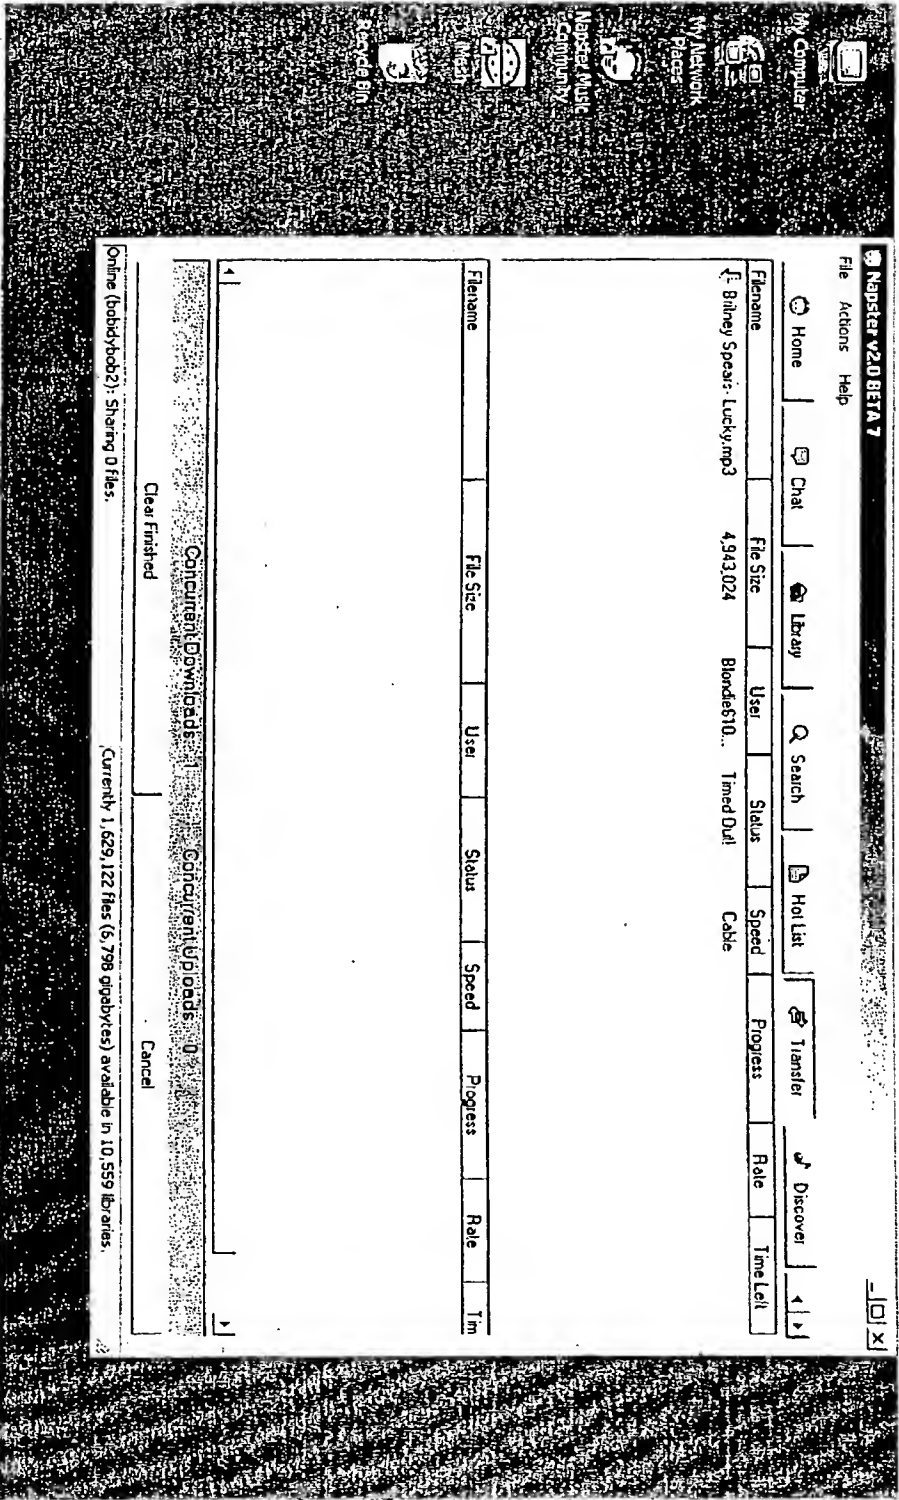 My Computer
My Network
Places
Napster Music
Community
Recycle Bin
Napster v2.0 BETA 7
File Actions Help
Home Chat Library Search Hot List Transfer Discover
Filename File Size User Status Speed Progress Rate Time Left
Britney Spears - Lucky.mp3 4,943,024 Blondie610... Timed Out! Cable
Filename File Size User Status Speed Progress Rate Tim
Concurrent Downloads 1 Concurrent Uploads 0
Clear Finished Cancel
Online (bobidybob2): Sharing 0 files.
Currently 1,629,122 files (6,798 gigabytes) available in 10,559 libraries.